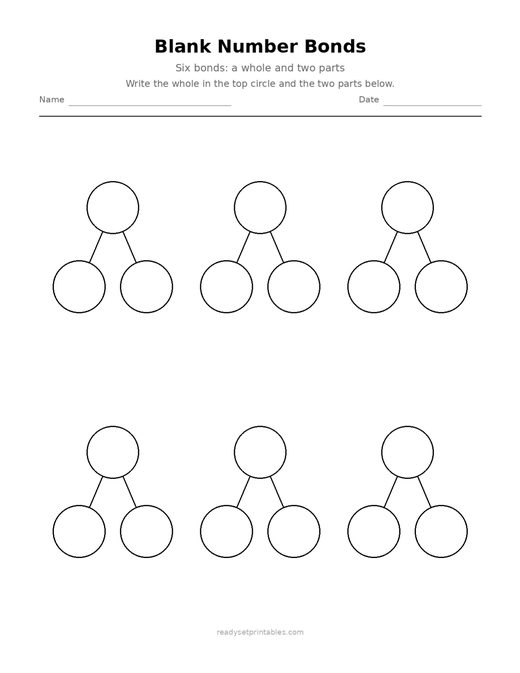 Blank Number Bonds
Six bonds: a whole and two parts
Write the whole in the top circle and the two parts below.
Name Date
readysetprintables.com